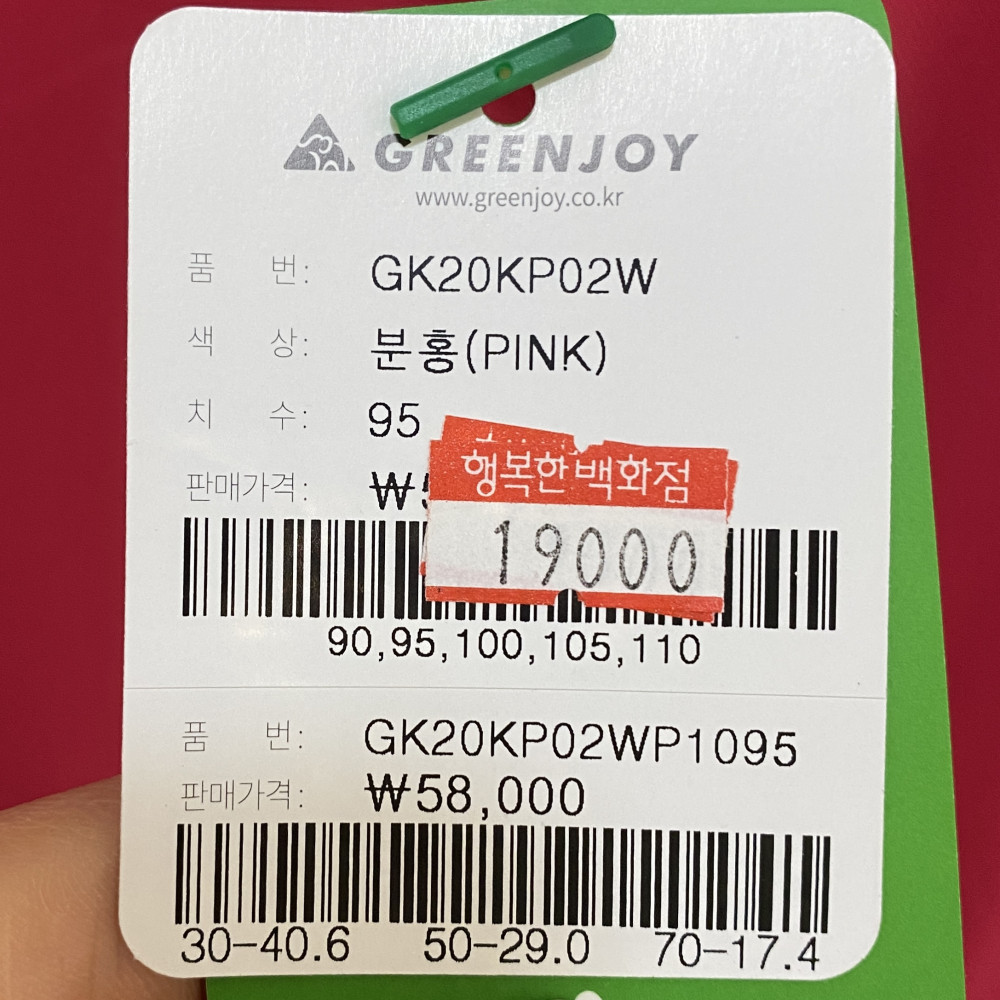 GREENJOY
www.greenjoy.co.kr
품 번: GK20KP02W
색 상: 분홍(PINK)
치 수: 95
행복한백화점
판매가격: ₩5
19000
90,95,100,105,110
품 번: GK20KP02WP1095
판매가격: ₩58,000
30-40.6 50-29.0 70-17.4